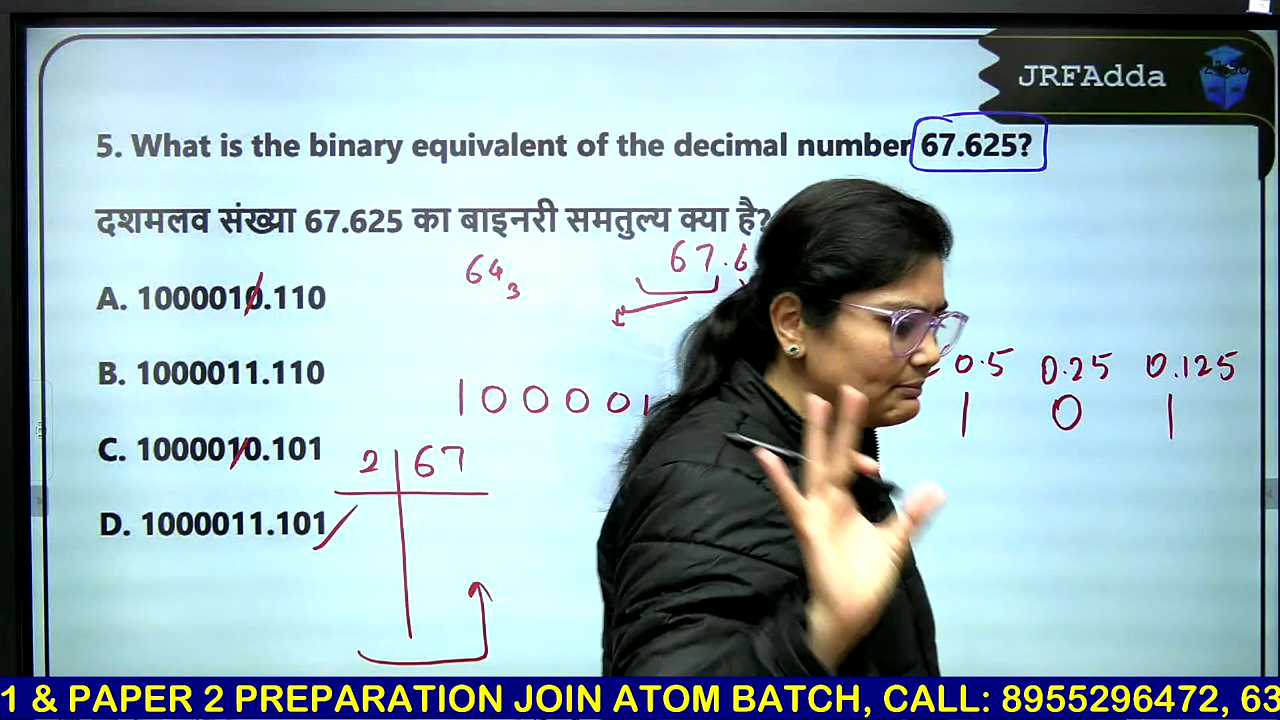 JRFAdda
5. What is the binary equivalent of the decimal number 67.625?
दशमलव संख्या 67.625 का बाइनरी समतुल्य क्या है?
64 3
67.6
A. 1000010.110
B. 1000011.110
0.5 0.25 0.125
100001
1 0 1
C. 1000010.101
2 67
D. 1000011.101
1 & PAPER 2 PREPARATION JOIN ATOM BATCH, CALL: 8955296472, 63